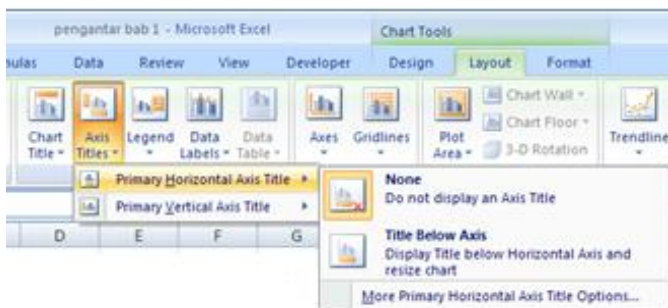 pengantar bab 1 - Microsoft Excel
Chart Tools
Data Review View Developer Design Layout Format
Chart Title
Axis Titles
Legend
Data Labels
Data Table
Axes
Gridlines
Plot Area
Chart Wall
Chart Floor
3-D Rotation
Trendline
Primary Horizontal Axis Title
Primary Vertical Axis Title
None
Do not display an Axis Title
Title Below Axis
Display Title below Horizontal Axis and
resize chart
More Primary Horizontal Axis Title Options...
D E F G